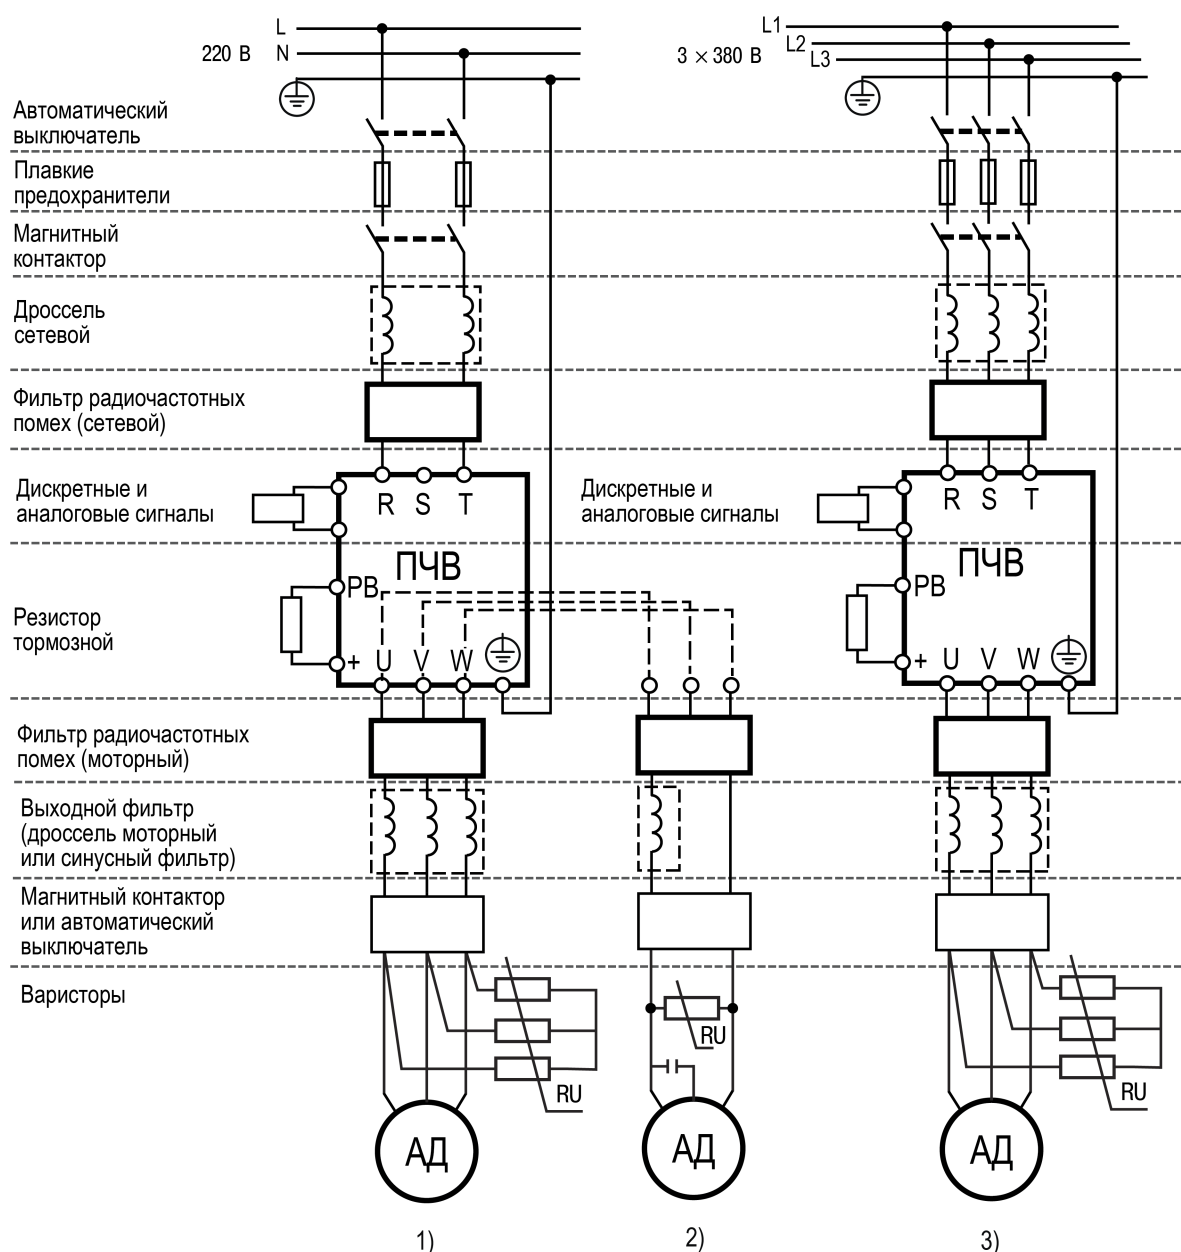 L
220 В
N
L1
L2
3 × 380 В
L3
Автоматический
выключатель
Плавкие
предохранители
Магнитный
контактор
Дроссель
сетевой
Фильтр радиочастотных
помех (сетевой)
Дискретные и
аналоговые сигналы
R S T
Дискретные и
аналоговые сигналы
R S T
ПЧВ
ПЧВ
PB
PB
Резистор
тормозной
+ U V W
+ U V W
Фильтр радиочастотных
помех (моторный)
Выходной фильтр
(дроссель моторный
или синусный фильтр)
Магнитный контактор
или автоматический
выключатель
Варисторы
RU
RU
RU
АД
АД
АД
1)
2)
3)